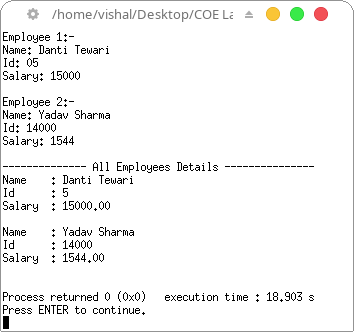 /home/vishal/Desktop/COE La
Employee 1:-
Name: Danti Tewari
Id: 05
Salary: 15000
Employee 2:-
Name: Yadav Sharma
Id: 14000
Salary: 1544
-------------- All Employees Details ---------------
Name    : Danti Tewari
Id      : 5
Salary  : 15000.00
Name    : Yadav Sharma
Id      : 14000
Salary  : 1544.00
Process returned 0 (0x0)   execution time : 18.903 s
Press ENTER to continue.